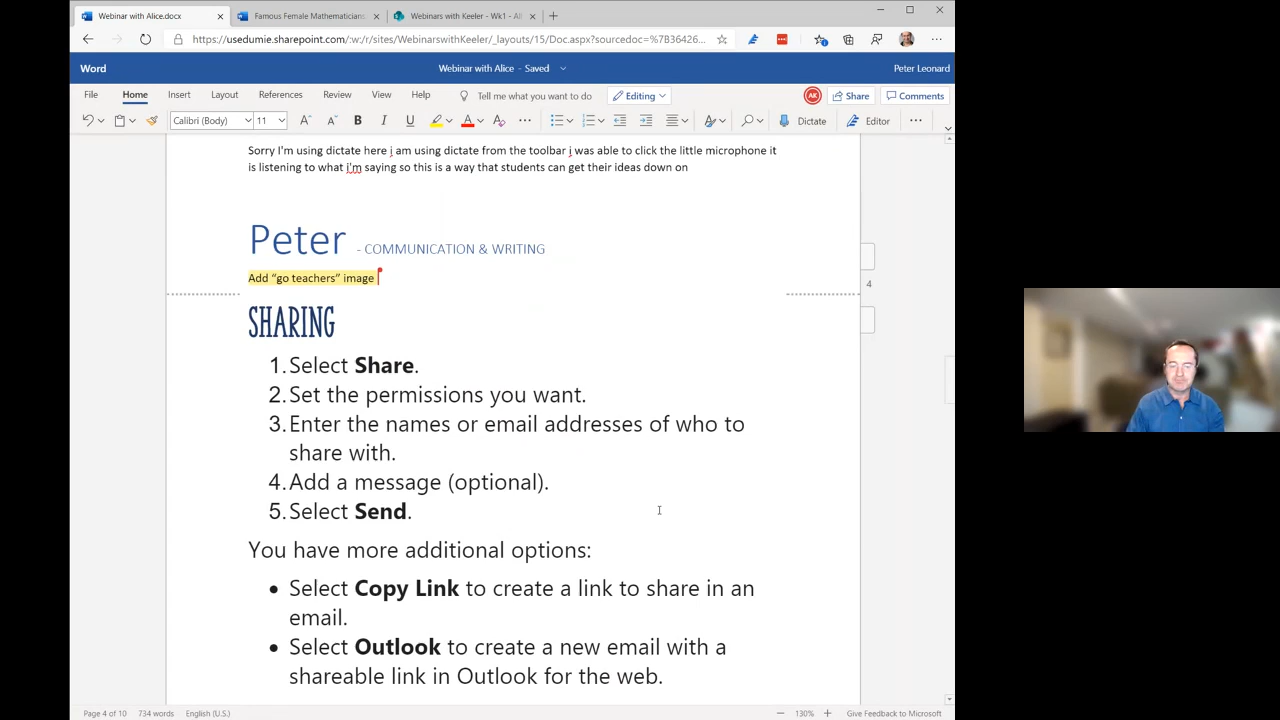 Webinar with Alice.docx
Famous Female Mathematicians
Webinars with Keeler - Wk1 - Al
https://usedumie.sharepoint.com/:w:/r/sites/WebinarswithKeeler/_layouts/15/Doc.aspx?sourcedoc=%7B36426...
Word
Webinar with Alice - Saved
Peter Leonard
File Home Insert Layout References Review View Help Tell me what you want to do Editing AK Share Comments
Calibri (Body) 11 A A B I U A Dictate Editor
Sorry I'm using dictate here i am using dictate from the toolbar i was able to click the little microphone it
is listening to what i'm saying so this is a way that students can get their ideas down on
Peter - COMMUNICATION & WRITING
Add “go teachers” image
4
SHARING
1. Select Share.
2. Set the permissions you want.
3. Enter the names or email addresses of who to
share with.
4. Add a message (optional).
5. Select Send.
You have more additional options:
• Select Copy Link to create a link to share in an
email.
• Select Outlook to create a new email with a
shareable link in Outlook for the web.
Page 4 of 10 734 words English (U.S.) 130% Give Feedback to Microsoft